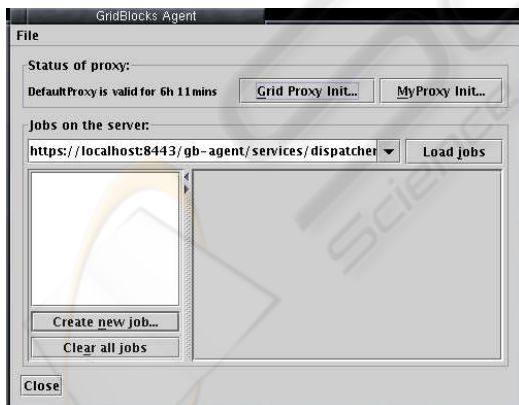 GridBlocks Agent
File
Status of proxy:
DefaultProxy is valid for 6h 11mins
Grid Proxy Init...
MyProxy Init...
Jobs on the server:
https://localhost:8443/gb-agent/services/dispatcher
Load jobs
Create new job...
Clear all jobs
Close
Science